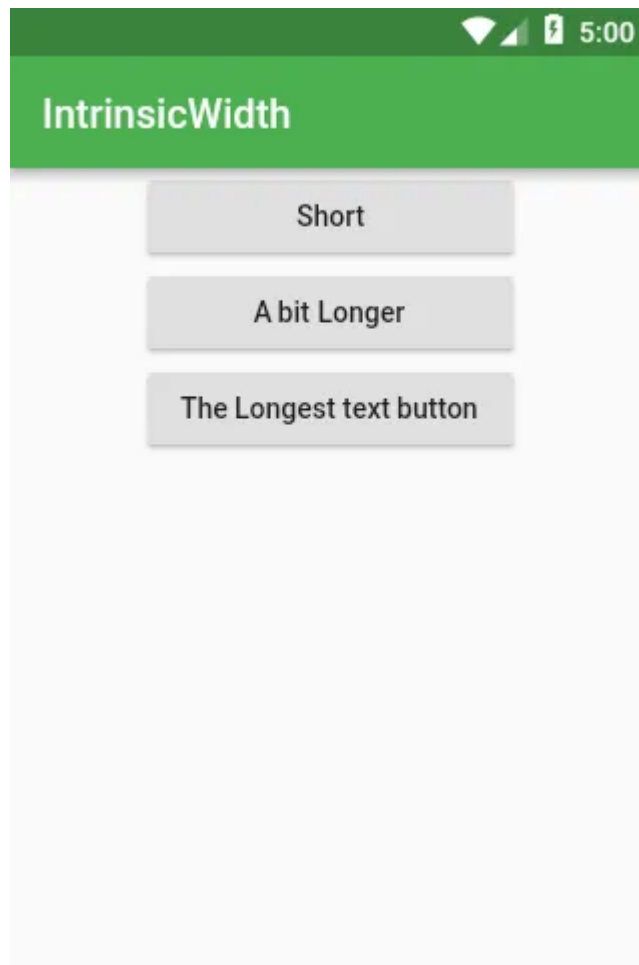 5:00
IntrinsicWidth
Short
A bit Longer
The Longest text button